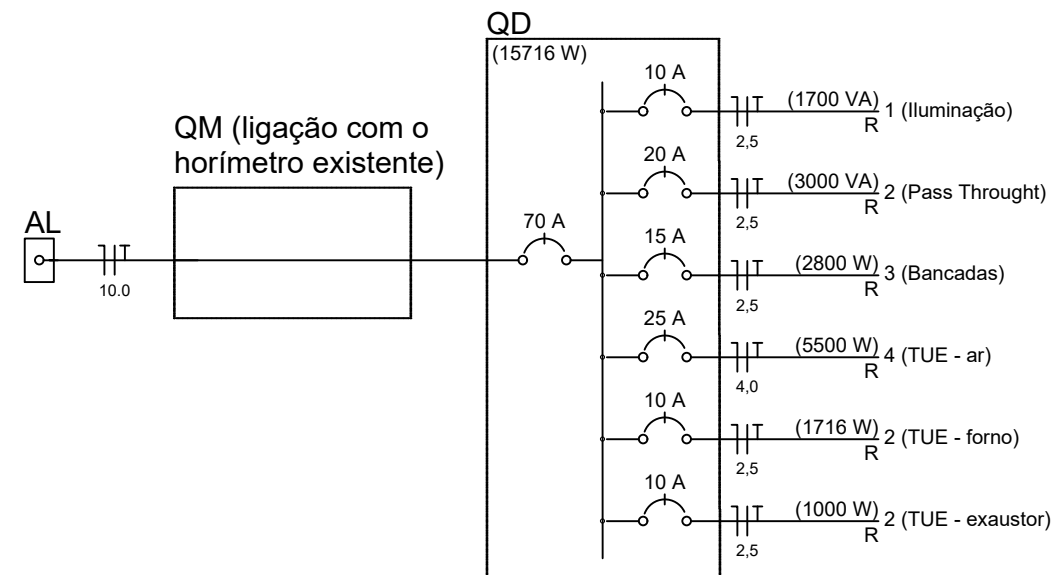 QD
(15716 W)
QM (ligação com o
horímetro existente)
AL
10.0
70 A
10 A
(1700 VA)
R
1 (Iluminação)
2,5
20 A
(3000 VA)
R
2 (Pass Throught)
2,5
15 A
(2800 W)
R
3 (Bancadas)
2,5
25 A
(5500 W)
R
4 (TUE - ar)
4,0
10 A
(1716 W)
R
2 (TUE - forno)
2,5
10 A
(1000 W)
R
2 (TUE - exaustor)
2,5